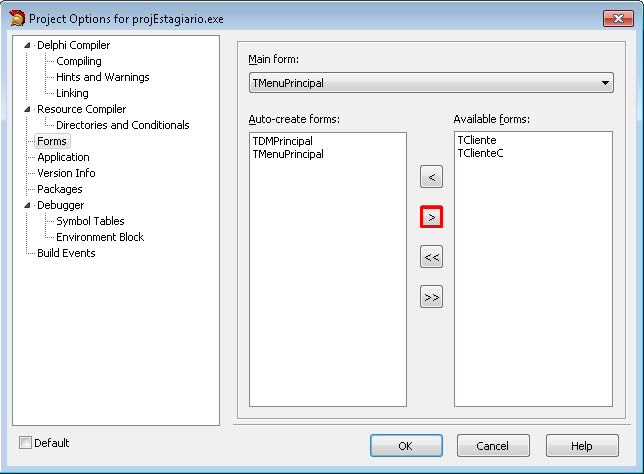 Project Options for projEstagiario.exe
Delphi Compiler
Compiling
Hints and Warnings
Linking
Resource Compiler
Directories and Conditionals
Forms
Application
Version Info
Packages
Debugger
Symbol Tables
Environment Block
Build Events
Main form:
TMenuPrincipal
Auto-create forms:
TDMPrincipal
TMenuPrincipal
<
>
<<
>>
Available forms:
TCliente
TClienteC
Default
OK
Cancel
Help